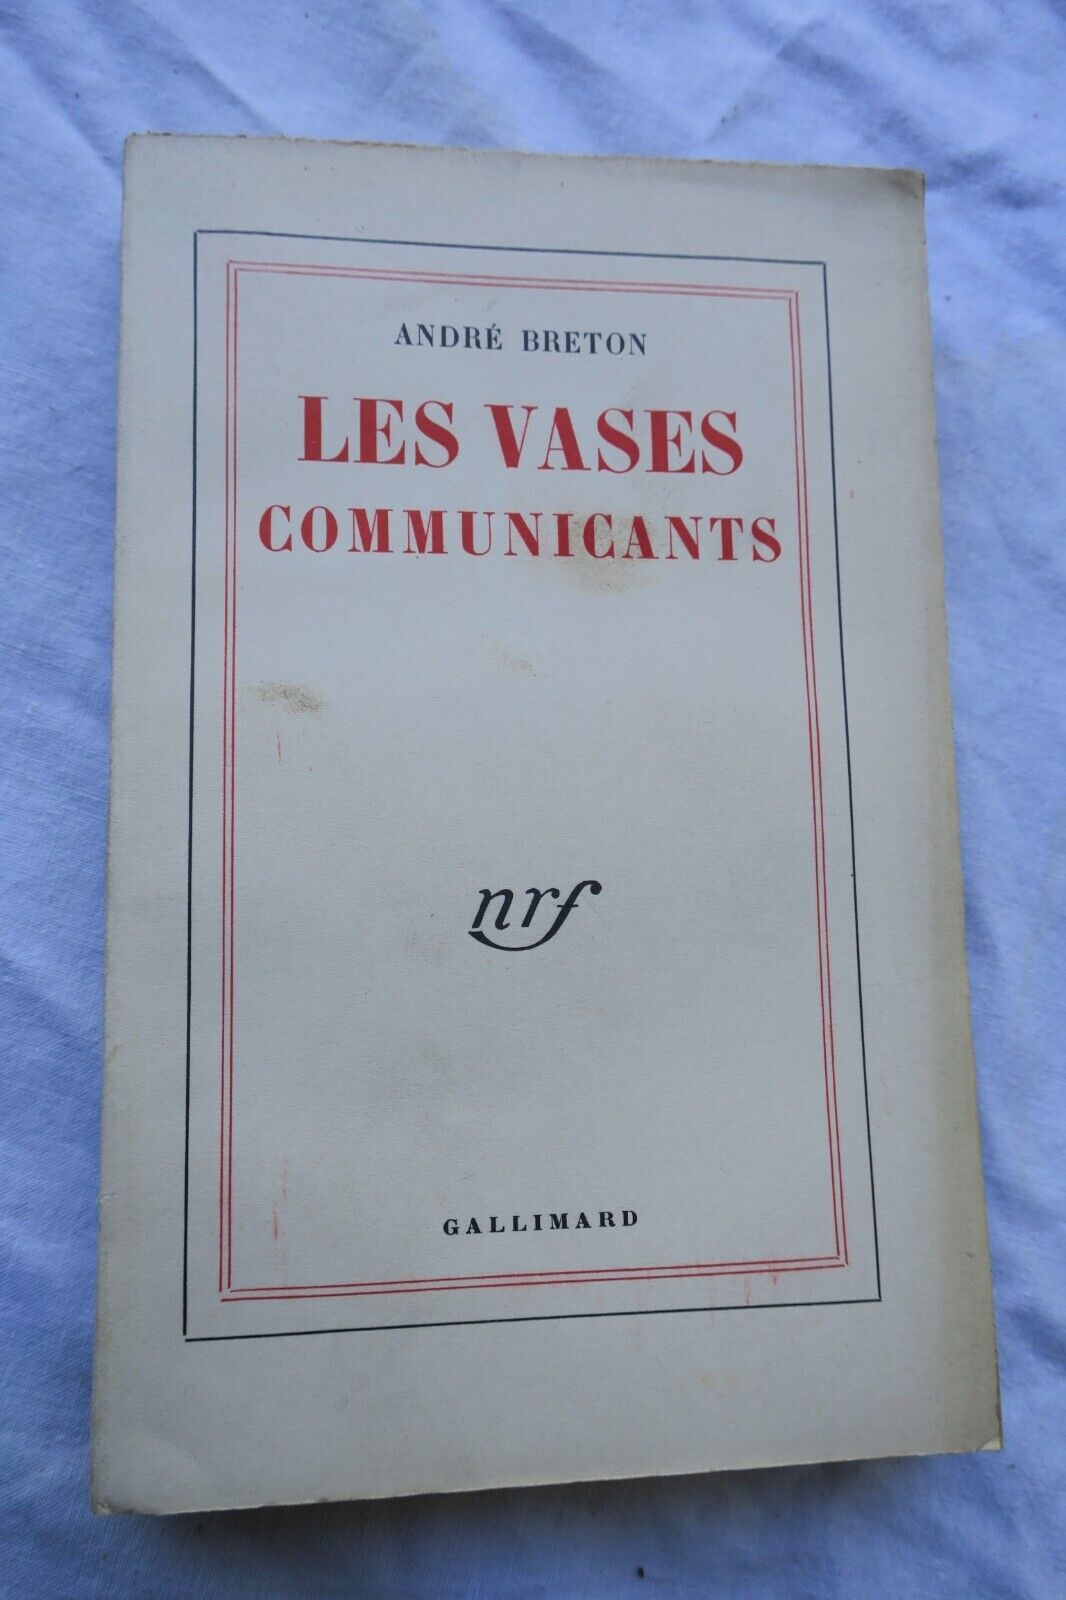 ANDRÉ BRETON
LES VASES
COMMUNICANTS
nrf
GALLIMARD